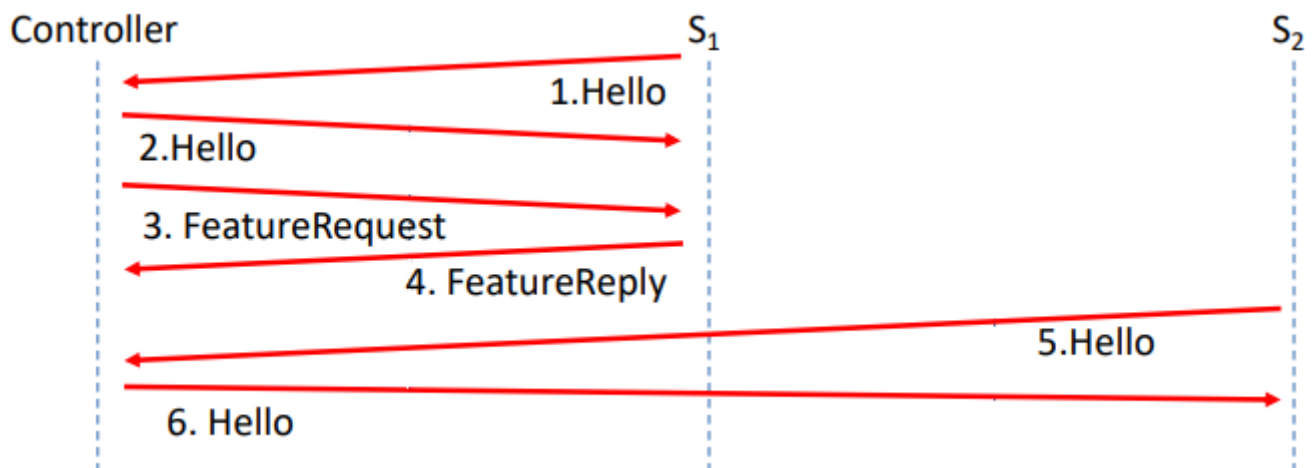 Controller S₁ S₂
1.Hello
2.Hello
3. FeatureRequest
4. FeatureReply
5.Hello
6. Hello